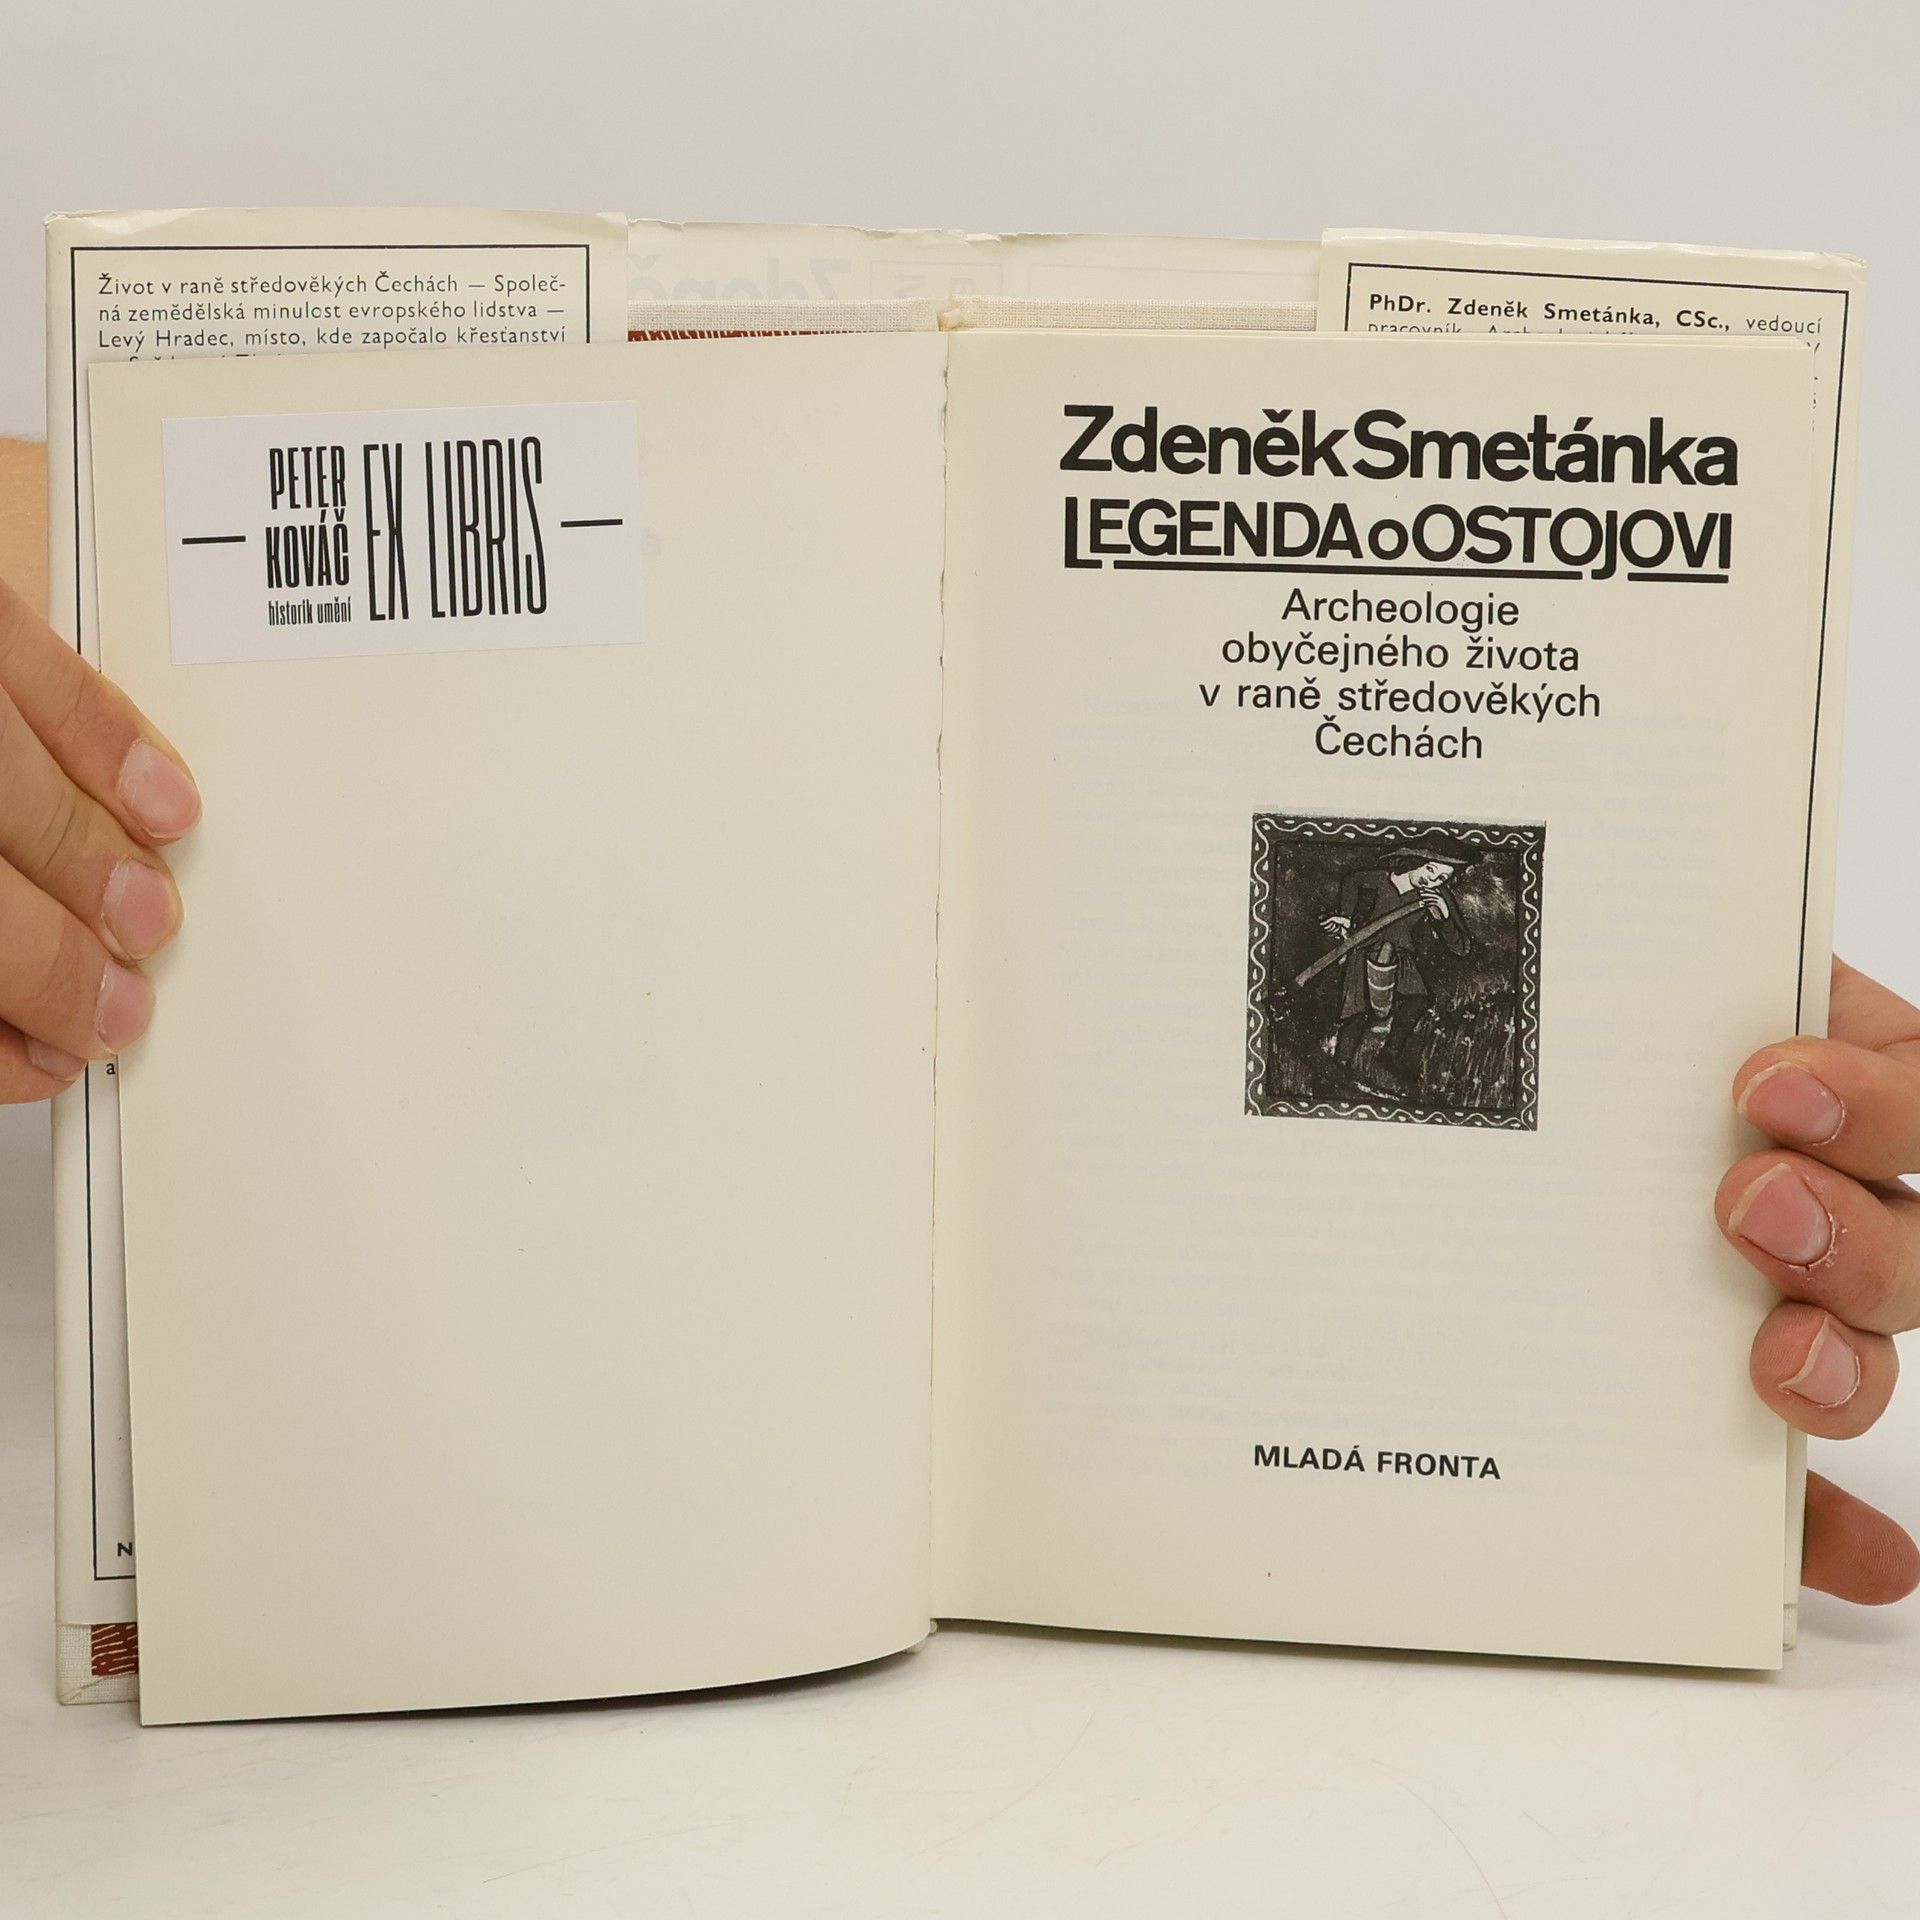 Život v raně středověkých Čechách — Společ-
ná zemědělská minulost evropského lidstva —
Levý Hradec, místo, kde započalo křesťanství
PhDr. Zdeněk Smetánka, CSc., vedoucí
PETER
KOVÁČ
historik umění
EX LIBRIS
Zdeněk Smetánka
LEGENDA o OSTOJOVI
Archeologie
obyčejného života
v raně středověkých
Čechách
MLADÁ FRONTA